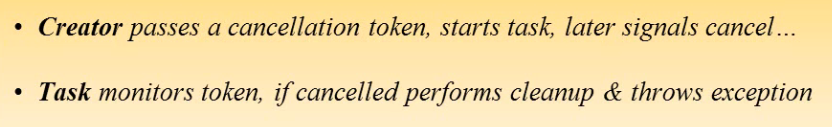 • Creator passes a cancellation token, starts task, later signals cancel…
• Task monitors token, if cancelled performs cleanup & throws exception